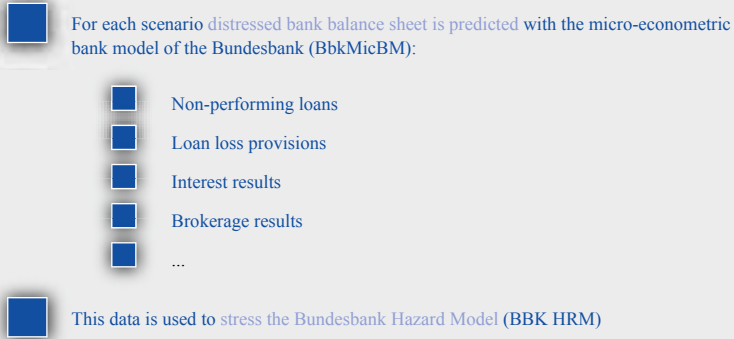 For each scenario distressed bank balance sheet is predicted with the micro-econometric
bank model of the Bundesbank (BbkMicBM):
Non-performing loans
Loan loss provisions
Interest results
Brokerage results
...
This data is used to stress the Bundesbank Hazard Model (BBK HRM)